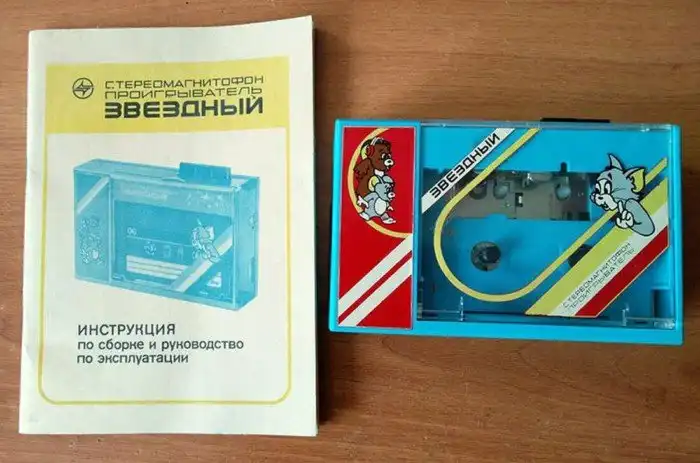 СТЕРЕОМАГНИТОФОН
ПРОИГРЫВАТЕЛЬ
ЗВЕЗДНЫЙ
ИНСТРУКЦИЯ
по сборке и руководство
по эксплуатации
ЗВЕЗДНЫЙ
СТЕРЕОМАГНИТОФОН
ПРОИГРЫВАТЕЛЬ